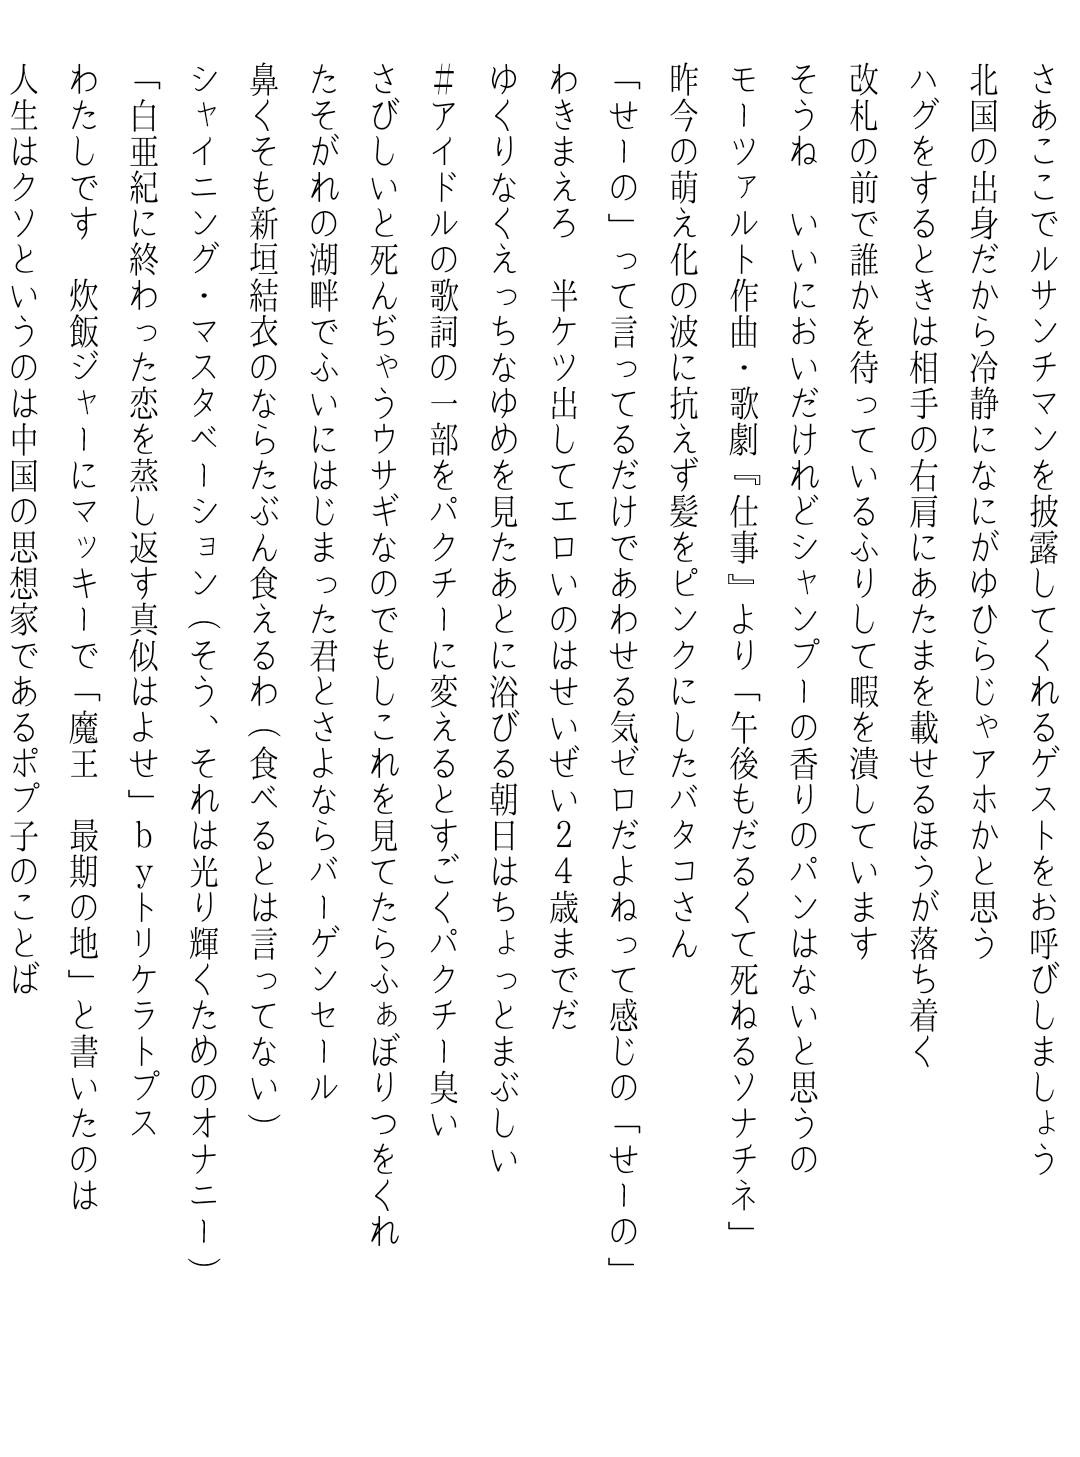 さあここでルサンチマンを披露してくれるゲストをお呼びしましょう
北国の出身だから冷静になにがゆひらじゃアホかと思う
ハグをするときは相手の右肩にあたまを載せるほうが落ち着く
改札の前で誰かを待っているふりして暇を潰しています
そうね　いいにおいだけれどシャンプーの香りのパンはないと思うの
モーツァルト作曲・歌劇『仕事』より「午後もだるくて死ねるソナチネ」
昨今の萌え化の波に抗えず髪をピンクにしたバタコさん
「せーの」って言ってるだけであわせる気ゼロだよねって感じの「せーの」
わきまえろ　半ケツ出してエロいのはせいぜい２４歳までだ
ゆくりなくえっちなゆめを見たあとに浴びる朝日はちょっとまぶしい
＃アイドルの歌詞の一部をパクチーに変えるとすごくパクチー臭い
さびしいと死んぢゃうウサギなのでもしこれを見てたらふぁぼりつをくれ
たそがれの湖畔でふいにはじまった君とさよならバーゲンセール
鼻くそも新垣結衣のならたぶん食えるわ（食べるとは言ってない）
シャイニング・マスタベーション（そう、それは光り輝くためのオナニー）
「白亜紀に終わった恋を蒸し返す真似はよせ」ｂｙトリケラトプス
わたしです　炊飯ジャーにマッキーで「魔王　最期の地」と書いたのは
人生はクソというのは中国の思想家であるポプ子のことば